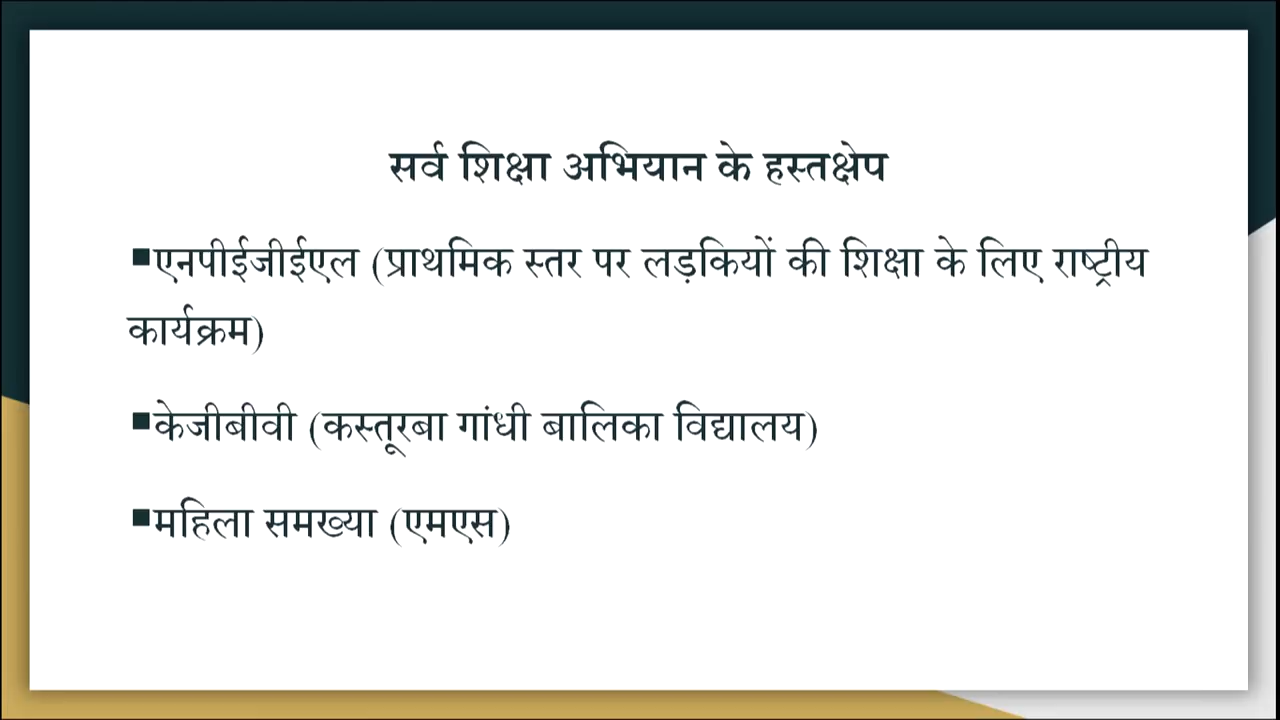 सर्व शिक्षा अभियान के हस्तक्षेप
▪एनपीईजीईएल (प्राथमिक स्तर पर लड़कियों की शिक्षा के लिए राष्ट्रीय
कार्यक्रम)
▪केजीबीवी (कस्तूरबा गांधी बालिका विद्यालय)
▪महिला समख्या (एमएस)